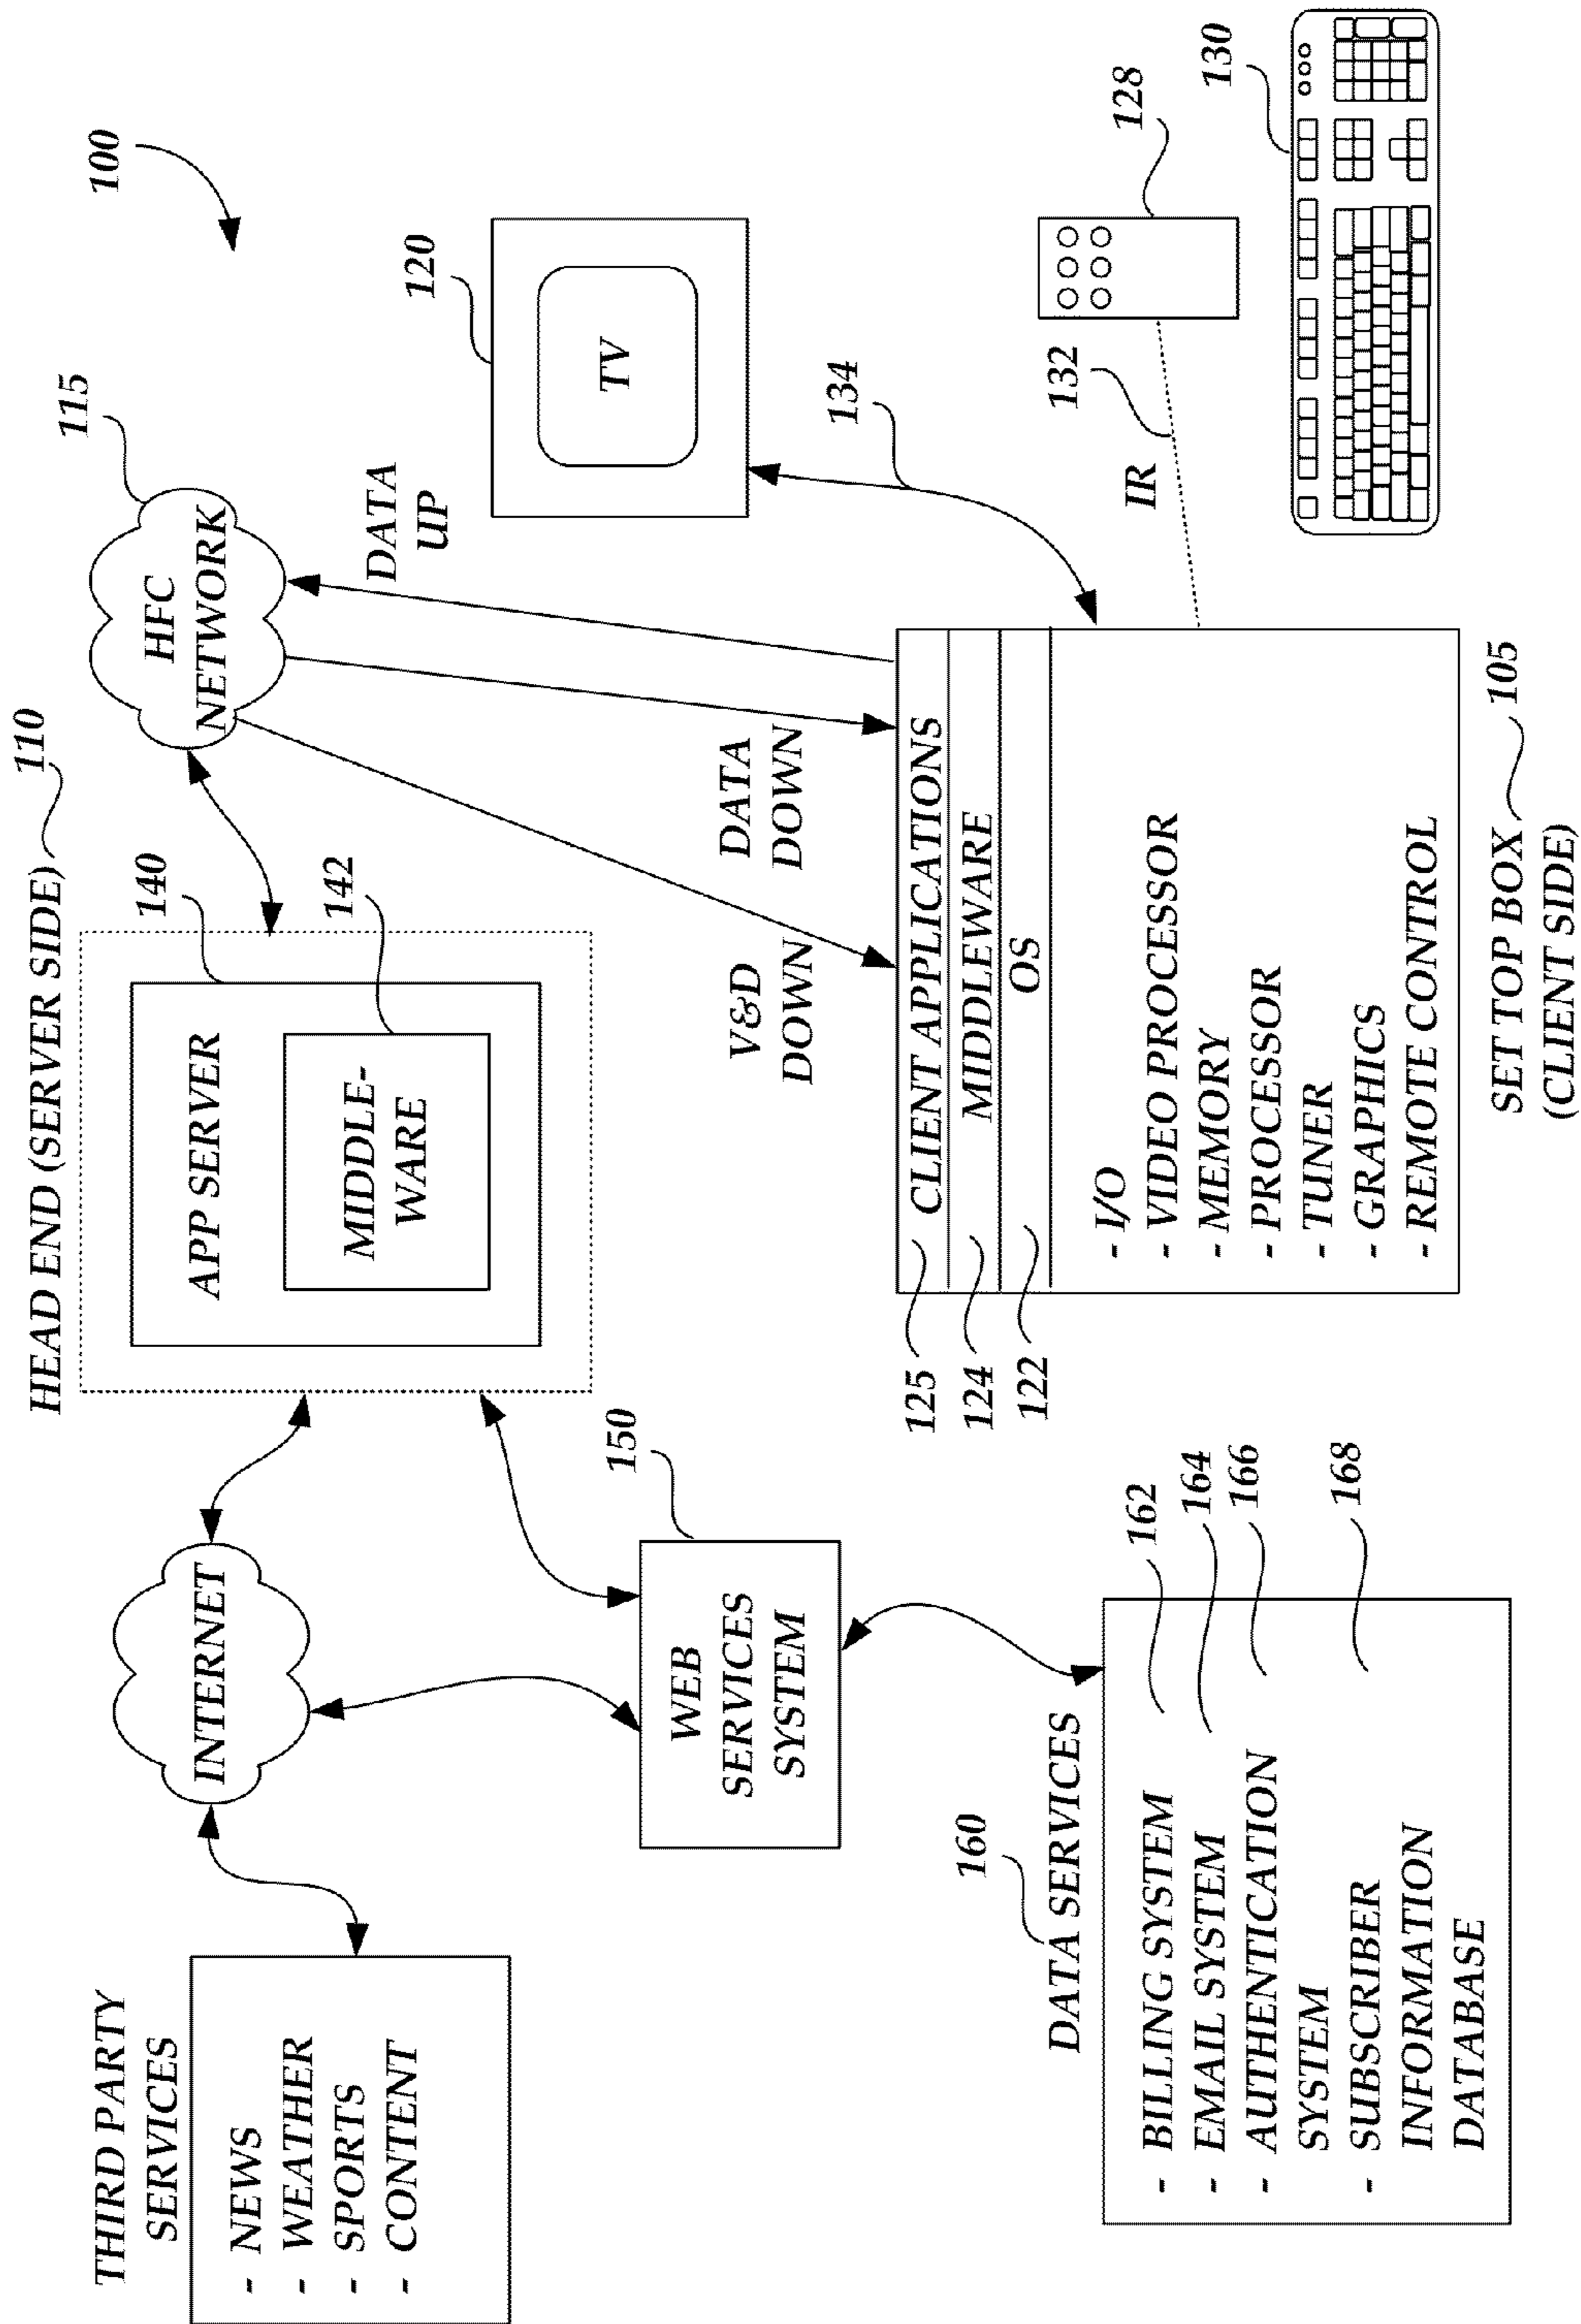 THIRD PARTY
SERVICES
- NEWS
- WEATHER
- SPORTS
- CONTENT
INTERNET
HEAD END (SERVER SIDE)
110
APP SERVER
140
MIDDLE-
WARE
142
HFC
NETWORK
115
100
WEB
SERVICES
SYSTEM
150
V&D
DOWN
DATA
DOWN
DATA
UP
TV
120
134
160
DATA SERVICES
- BILLING SYSTEM
162
- EMAIL SYSTEM
164
- AUTHENTICATION
SYSTEM
166
- SUBSCRIBER
INFORMATION
DATABASE
168
125
CLIENT APPLICATIONS
124
MIDDLEWARE
122
OS
- I/O
- VIDEO PROCESSOR
- MEMORY
- PROCESSOR
- TUNER
- GRAPHICS
- REMOTE CONTROL
SET TOP BOX
(CLIENT SIDE)
105
IR
132
128
130